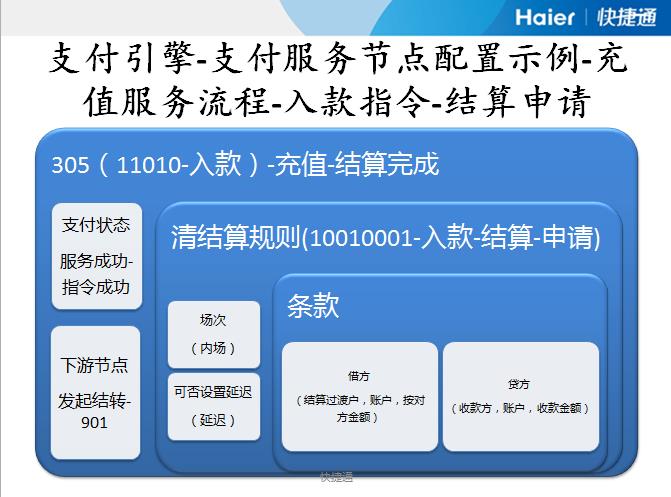 Haier 快捷通
支付引擎-支付服务节点配置示例-充
值服务流程-入款指令-结算申请
305（11010-入款）-充值-结算完成
支付状态
服务成功-
指令成功
下游节点
发起结转-
901
清结算规则(10010001-入款-结算-申请)
场次
（内场）
可否设置延迟
（延迟）
条款
借方
（结算过渡户，账户，按对
方金额）
贷方
（收款方，账户，收款金额）
快捷通